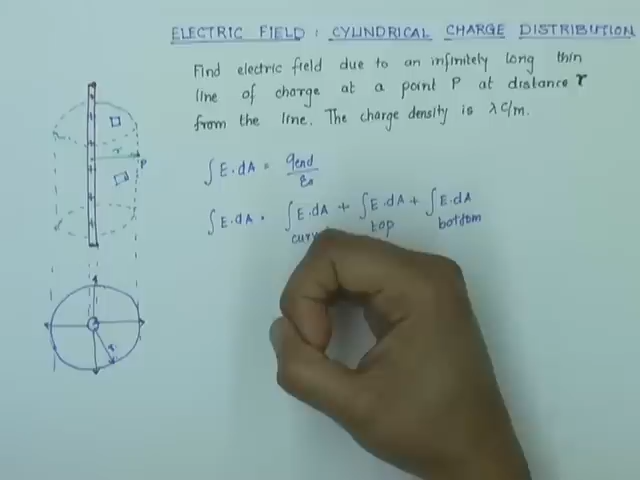 ELECTRIC FIELD : CYLINDRICAL CHARGE DISTRIBUTION
Find electric field due to an infinitely long thin
line of charge at a point P at distance r
from the line. The charge density is λ C/m.
∫ E.dA = qend/ε₀
∫ E.dA = ∫ E.dA + ∫ E.dA + ∫ E.dA
top bottom
r P
r